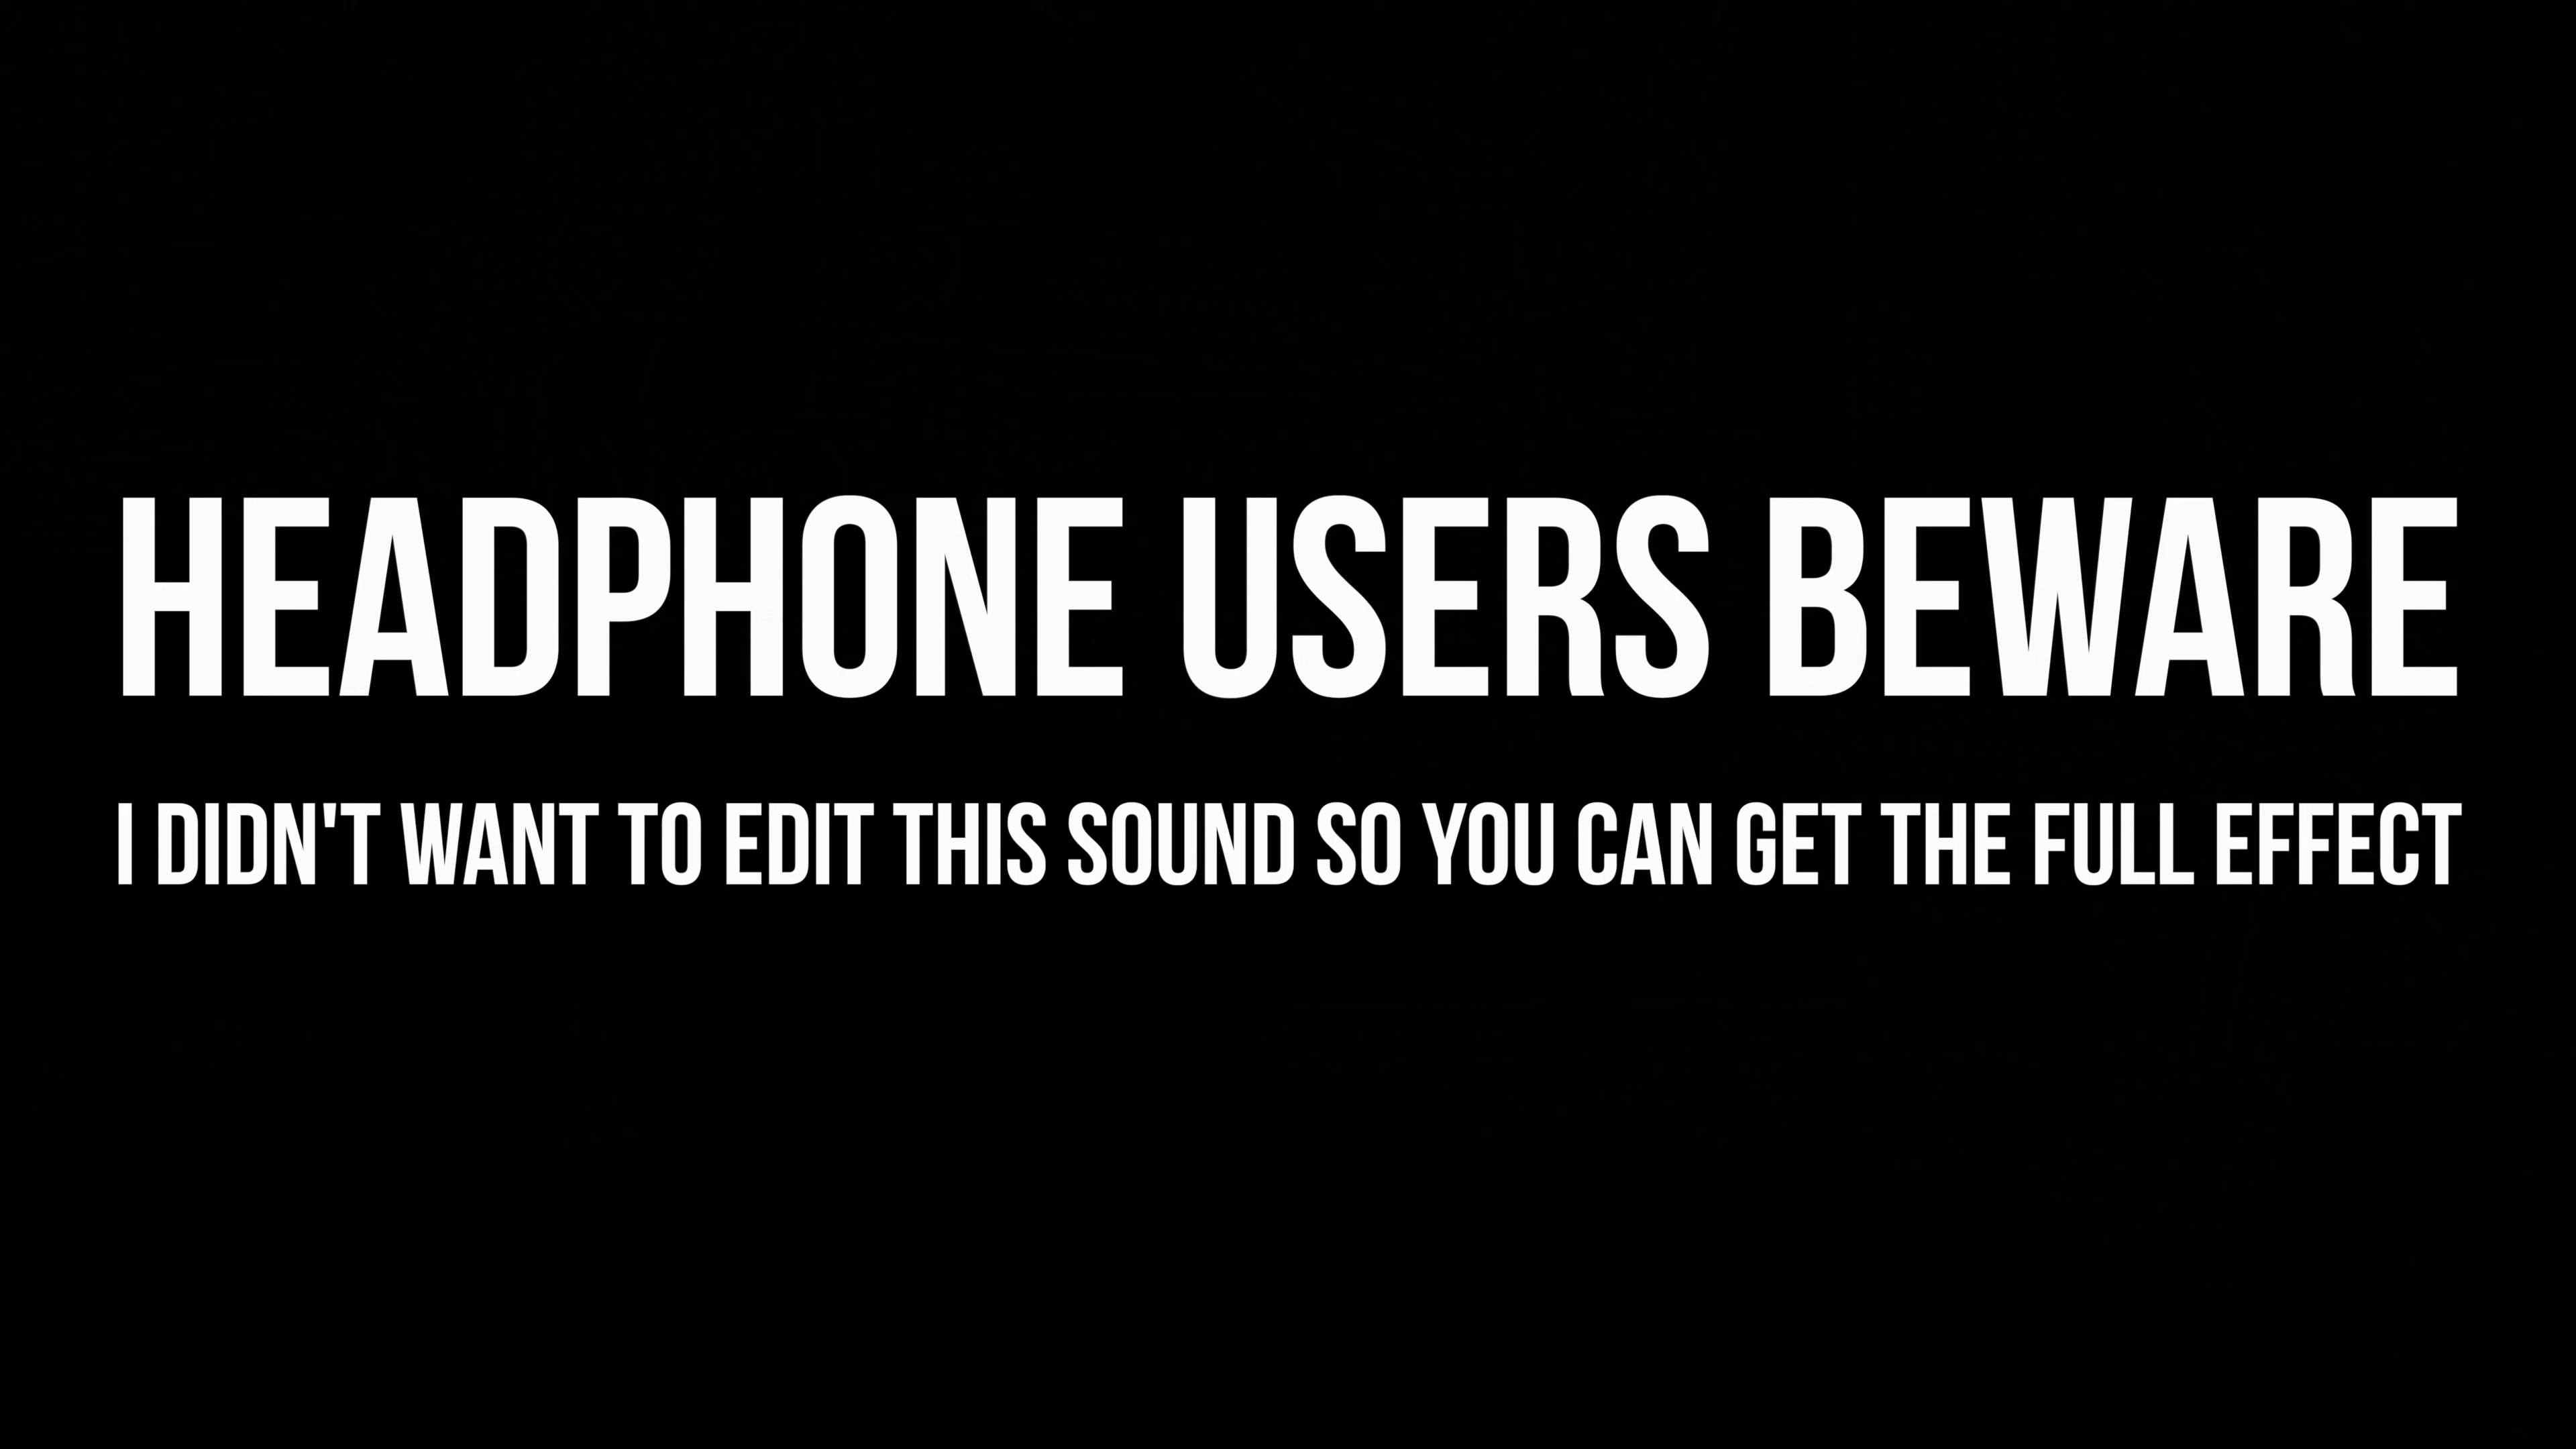 HEADPHONE USERS BEWARE
I DIDN'T WANT TO EDIT THIS SOUND SO YOU CAN GET THE FULL EFFECT